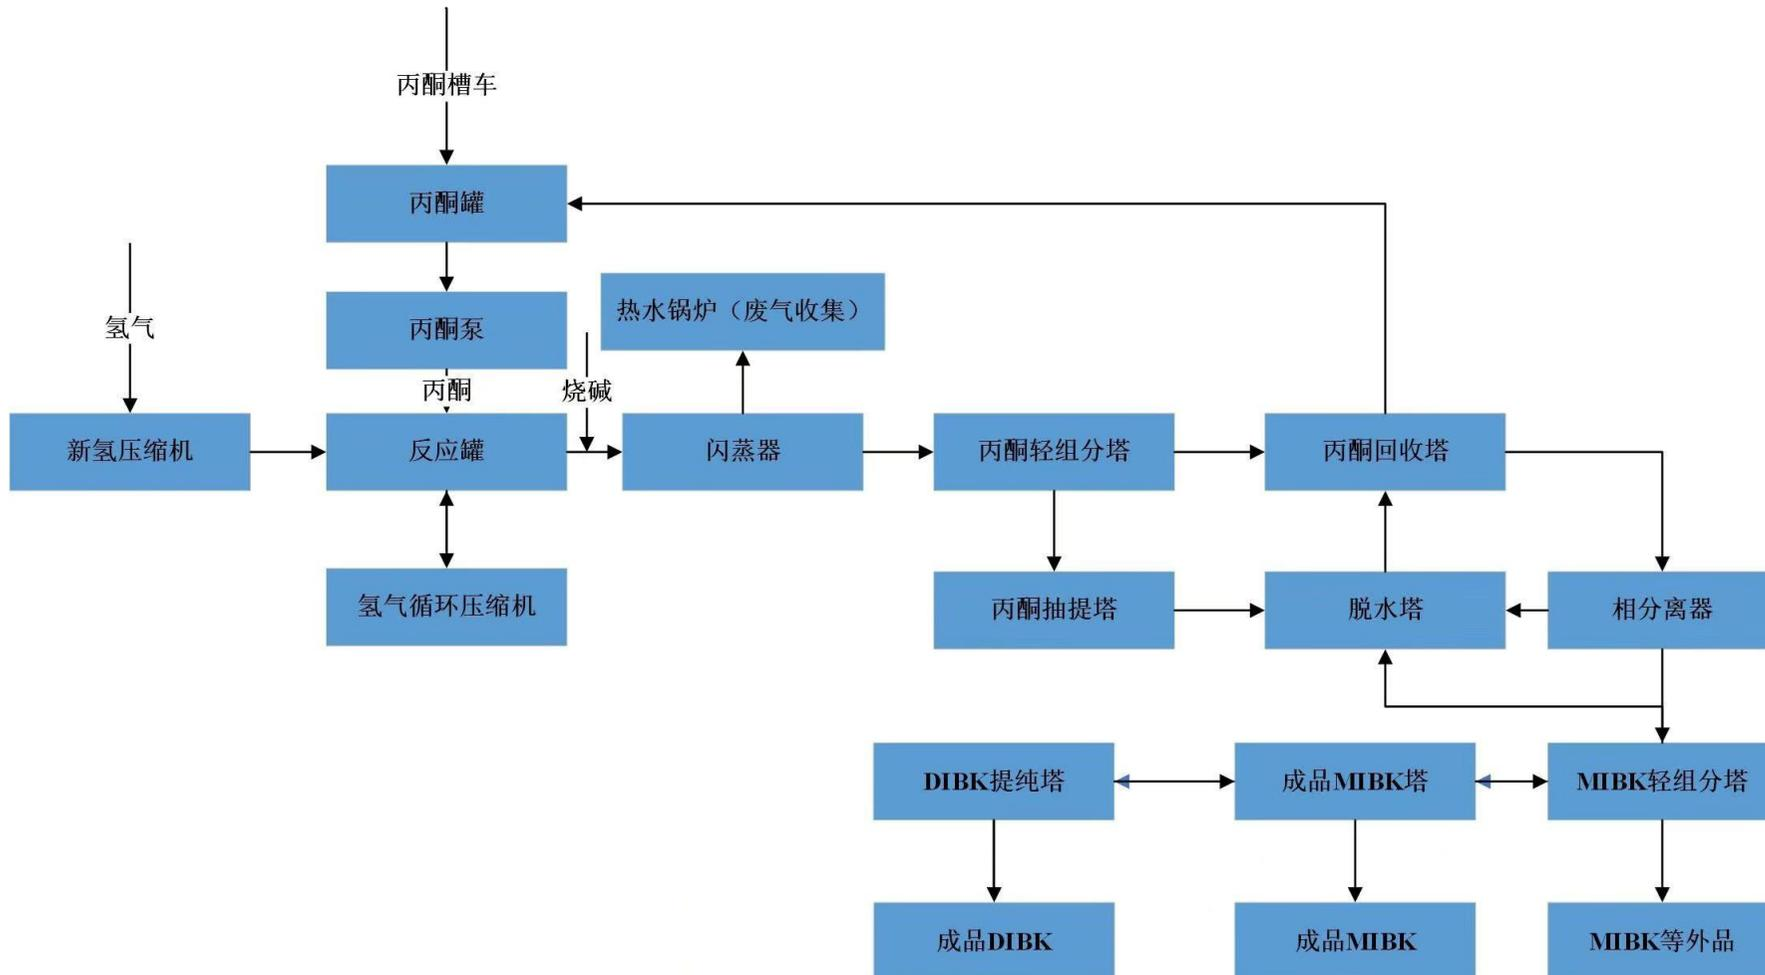 丙酮槽车
丙酮罐
热水锅炉（废气收集）
氢气
丙酮泵
丙酮
烧碱
新氢压缩机
反应罐
闪蒸器
丙酮轻组分塔
丙酮回收塔
氢气循环压缩机
丙酮抽提塔
脱水塔
相分离器
DIBK提纯塔
成品MIBK塔
MIBK轻组分塔
成品DIBK
成品MIBK
MIBK等外品